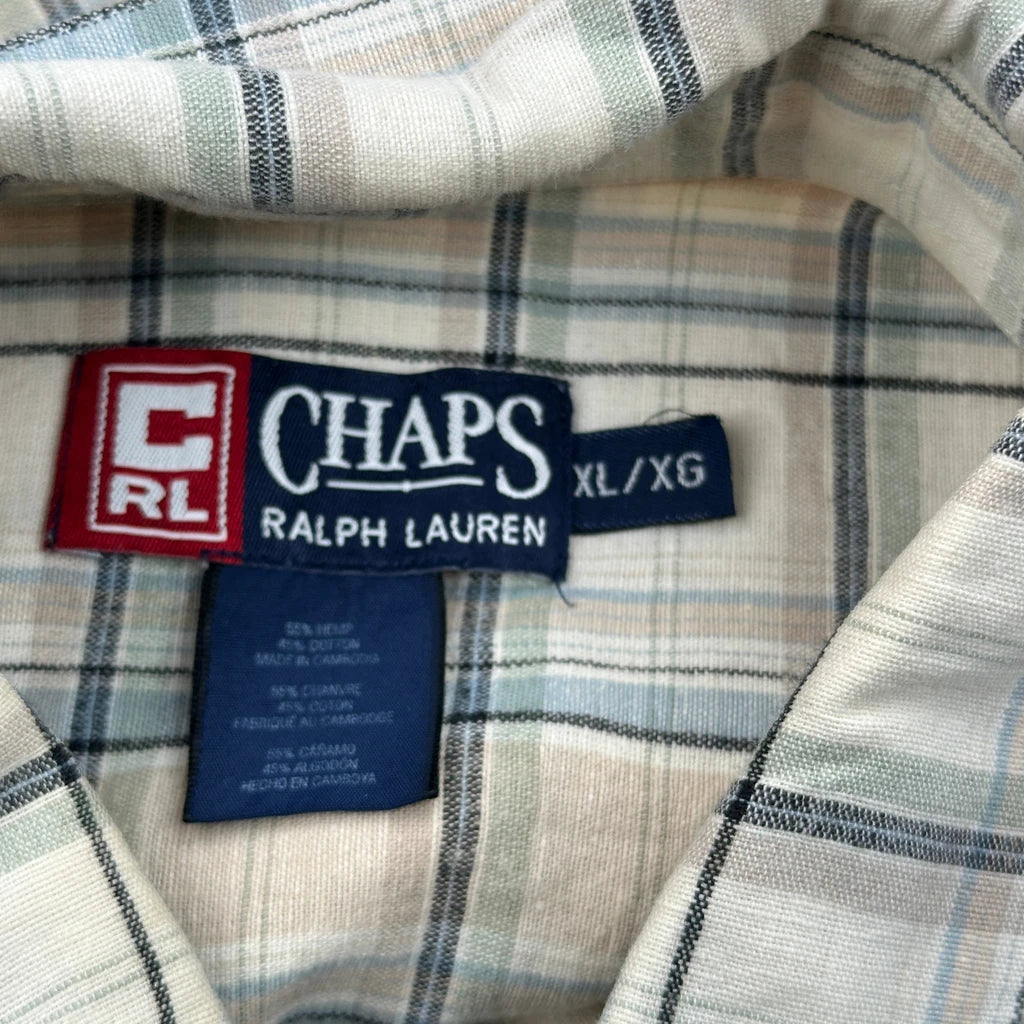 C
RL
CHAPS
RALPH LAUREN
XL/XG
55% HEMP
45% COTTON
MADE IN CAMBODIA
55% CHANVRE
45% COTON
FABRIQUÉ AU CAMBODGE
55% CÁÑAMO
45% ALGODÓN
HECHO EN CAMBOYA